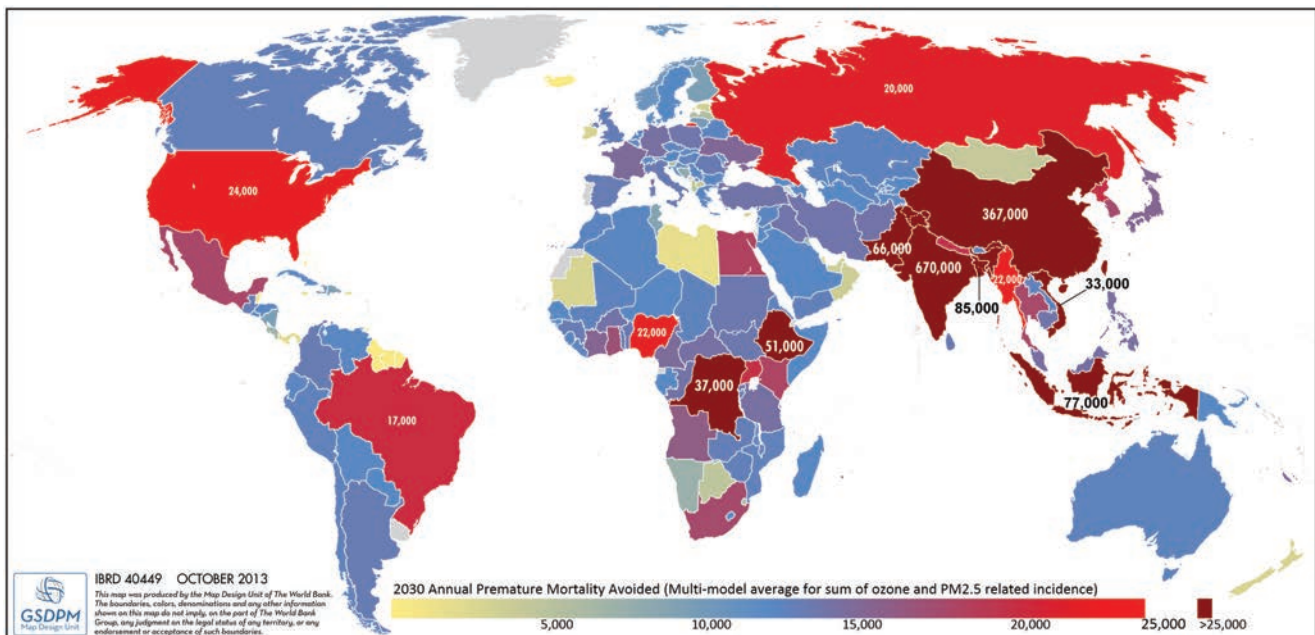 20,000
24,000
367,000
66,000
670,000
22,000
33,000
85,000
22,000
51,000
37,000
77,000
17,000
IBRD 40449 OCTOBER 2013
This map was produced by the Map Design Unit of The World Bank.
The boundaries, colors, denominations and any other information
shown on this map do not imply, on the part of The World Bank
Group, any judgment on the legal status of any territory, or any
endorsement or acceptance of such boundaries.
GSDPM
Map Design Unit
2030 Annual Premature Mortality Avoided (Multi-model average for sum of ozone and PM2.5 related incidence)
5,000 10,000 15,000 20,000 25,000 >25,000